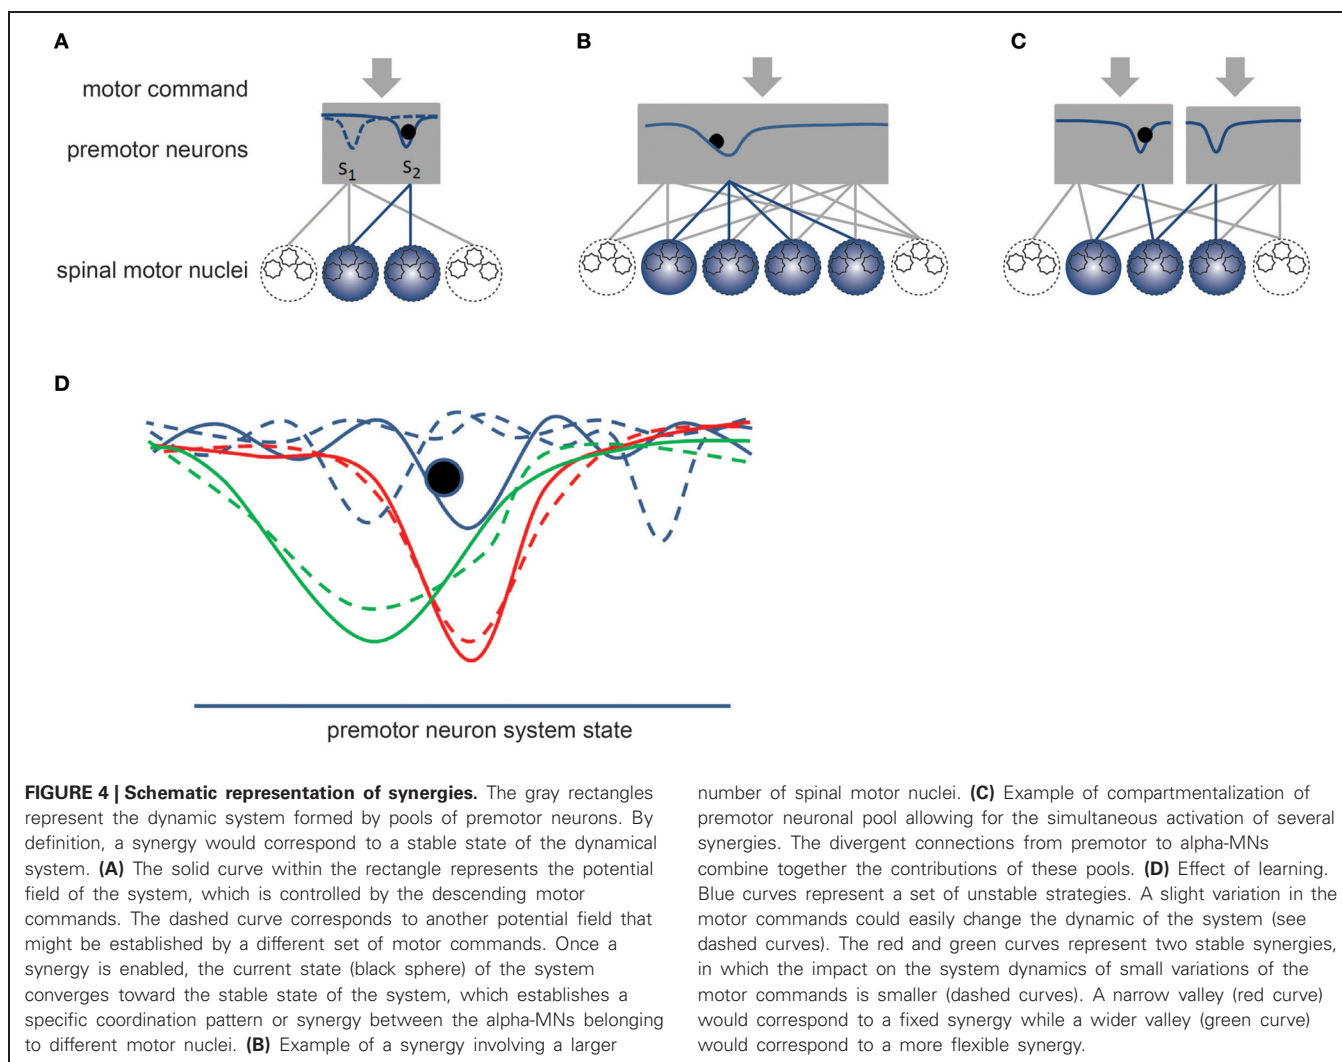 A
B
C
motor command
premotor neurons
S1
S2
spinal motor nuclei
D
premotor neuron system state
FIGURE 4 | Schematic representation of synergies. The gray rectangles
represent the dynamic system formed by pools of premotor neurons. By
definition, a synergy would correspond to a stable state of the dynamical
system. (A) The solid curve within the rectangle represents the potential
field of the system, which is controlled by the descending motor
commands. The dashed curve corresponds to another potential field that
might be established by a different set of motor commands. Once a
synergy is enabled, the current state (black sphere) of the system
converges toward the stable state of the system, which establishes a
specific coordination pattern or synergy between the alpha-MNs belonging
to different motor nuclei. (B) Example of a synergy involving a larger
number of spinal motor nuclei. (C) Example of compartmentalization of
premotor neuronal pool allowing for the simultaneous activation of several
synergies. The divergent connections from premotor to alpha-MNs
combine together the contributions of these pools. (D) Effect of learning.
Blue curves represent a set of unstable strategies. A slight variation in the
motor commands could easily change the dynamic of the system (see
dashed curves). The red and green curves represent two stable synergies,
in which the impact on the system dynamics of small variations of the
motor commands is smaller (dashed curves). A narrow valley (red curve)
would correspond to a fixed synergy while a wider valley (green curve)
would correspond to a more flexible synergy.